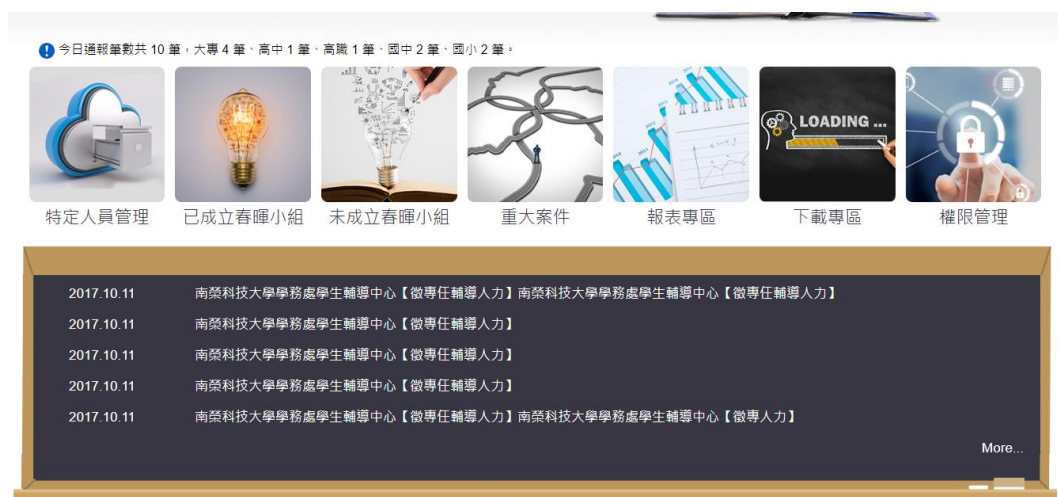 今日通報筆數共 10 筆，大專 4 筆、高中 1 筆、高職 1 筆、國中 2 筆、國小 2 筆。
LOADING ...
特定人員管理 已成立春暉小組 未成立春暉小組 重大案件 報表專區 下載專區 權限管理
2017.10.11 南榮科技大學學務處學生輔導中心【徵專任輔導人力】南榮科技大學學務處學生輔導中心【徵專任輔導人力】
2017.10.11 南榮科技大學學務處學生輔導中心【徵專任輔導人力】
2017.10.11 南榮科技大學學務處學生輔導中心【徵專任輔導人力】
2017.10.11 南榮科技大學學務處學生輔導中心【徵專任輔導人力】
2017.10.11 南榮科技大學學務處學生輔導中心【徵專任輔導人力】南榮科技大學學務處學生輔導中心【徵專人力】
More...